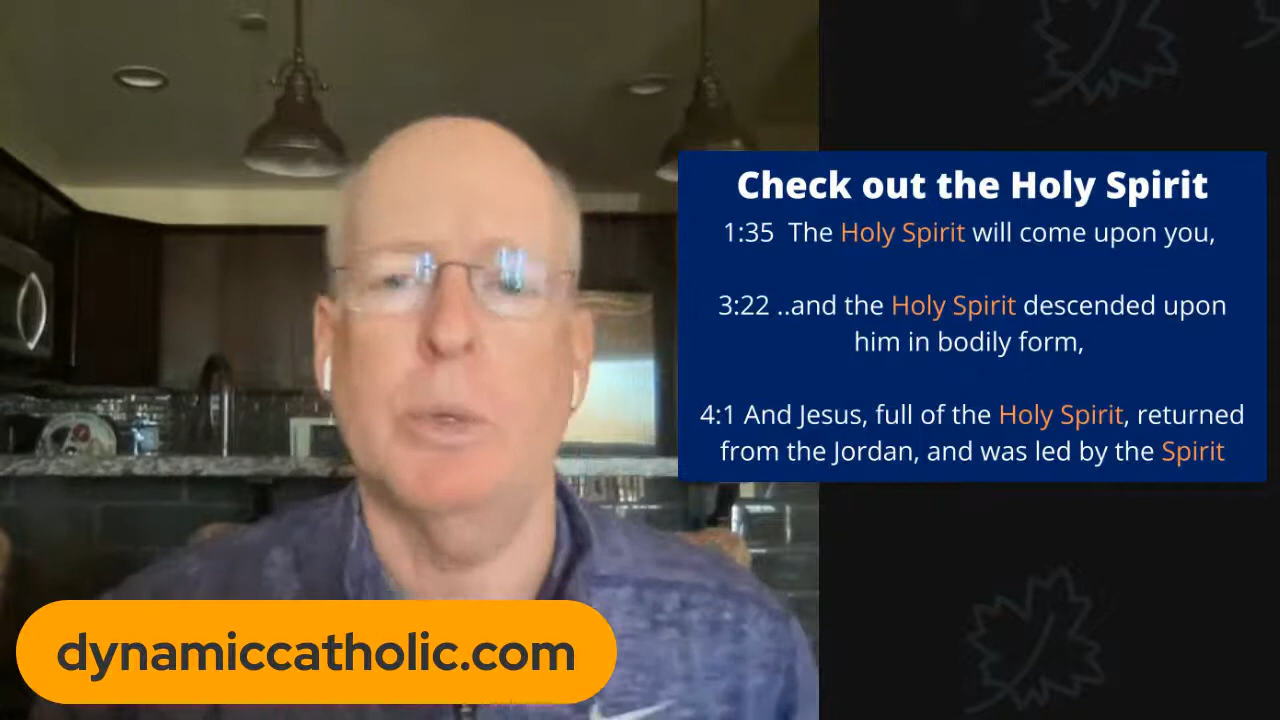 Check out the Holy Spirit
1:35  The Holy Spirit will come upon you,
3:22 ..and the Holy Spirit descended upon
him in bodily form,
4:1 And Jesus, full of the Holy Spirit, returned
from the Jordan, and was led by the Spirit
dynamiccatholic.com